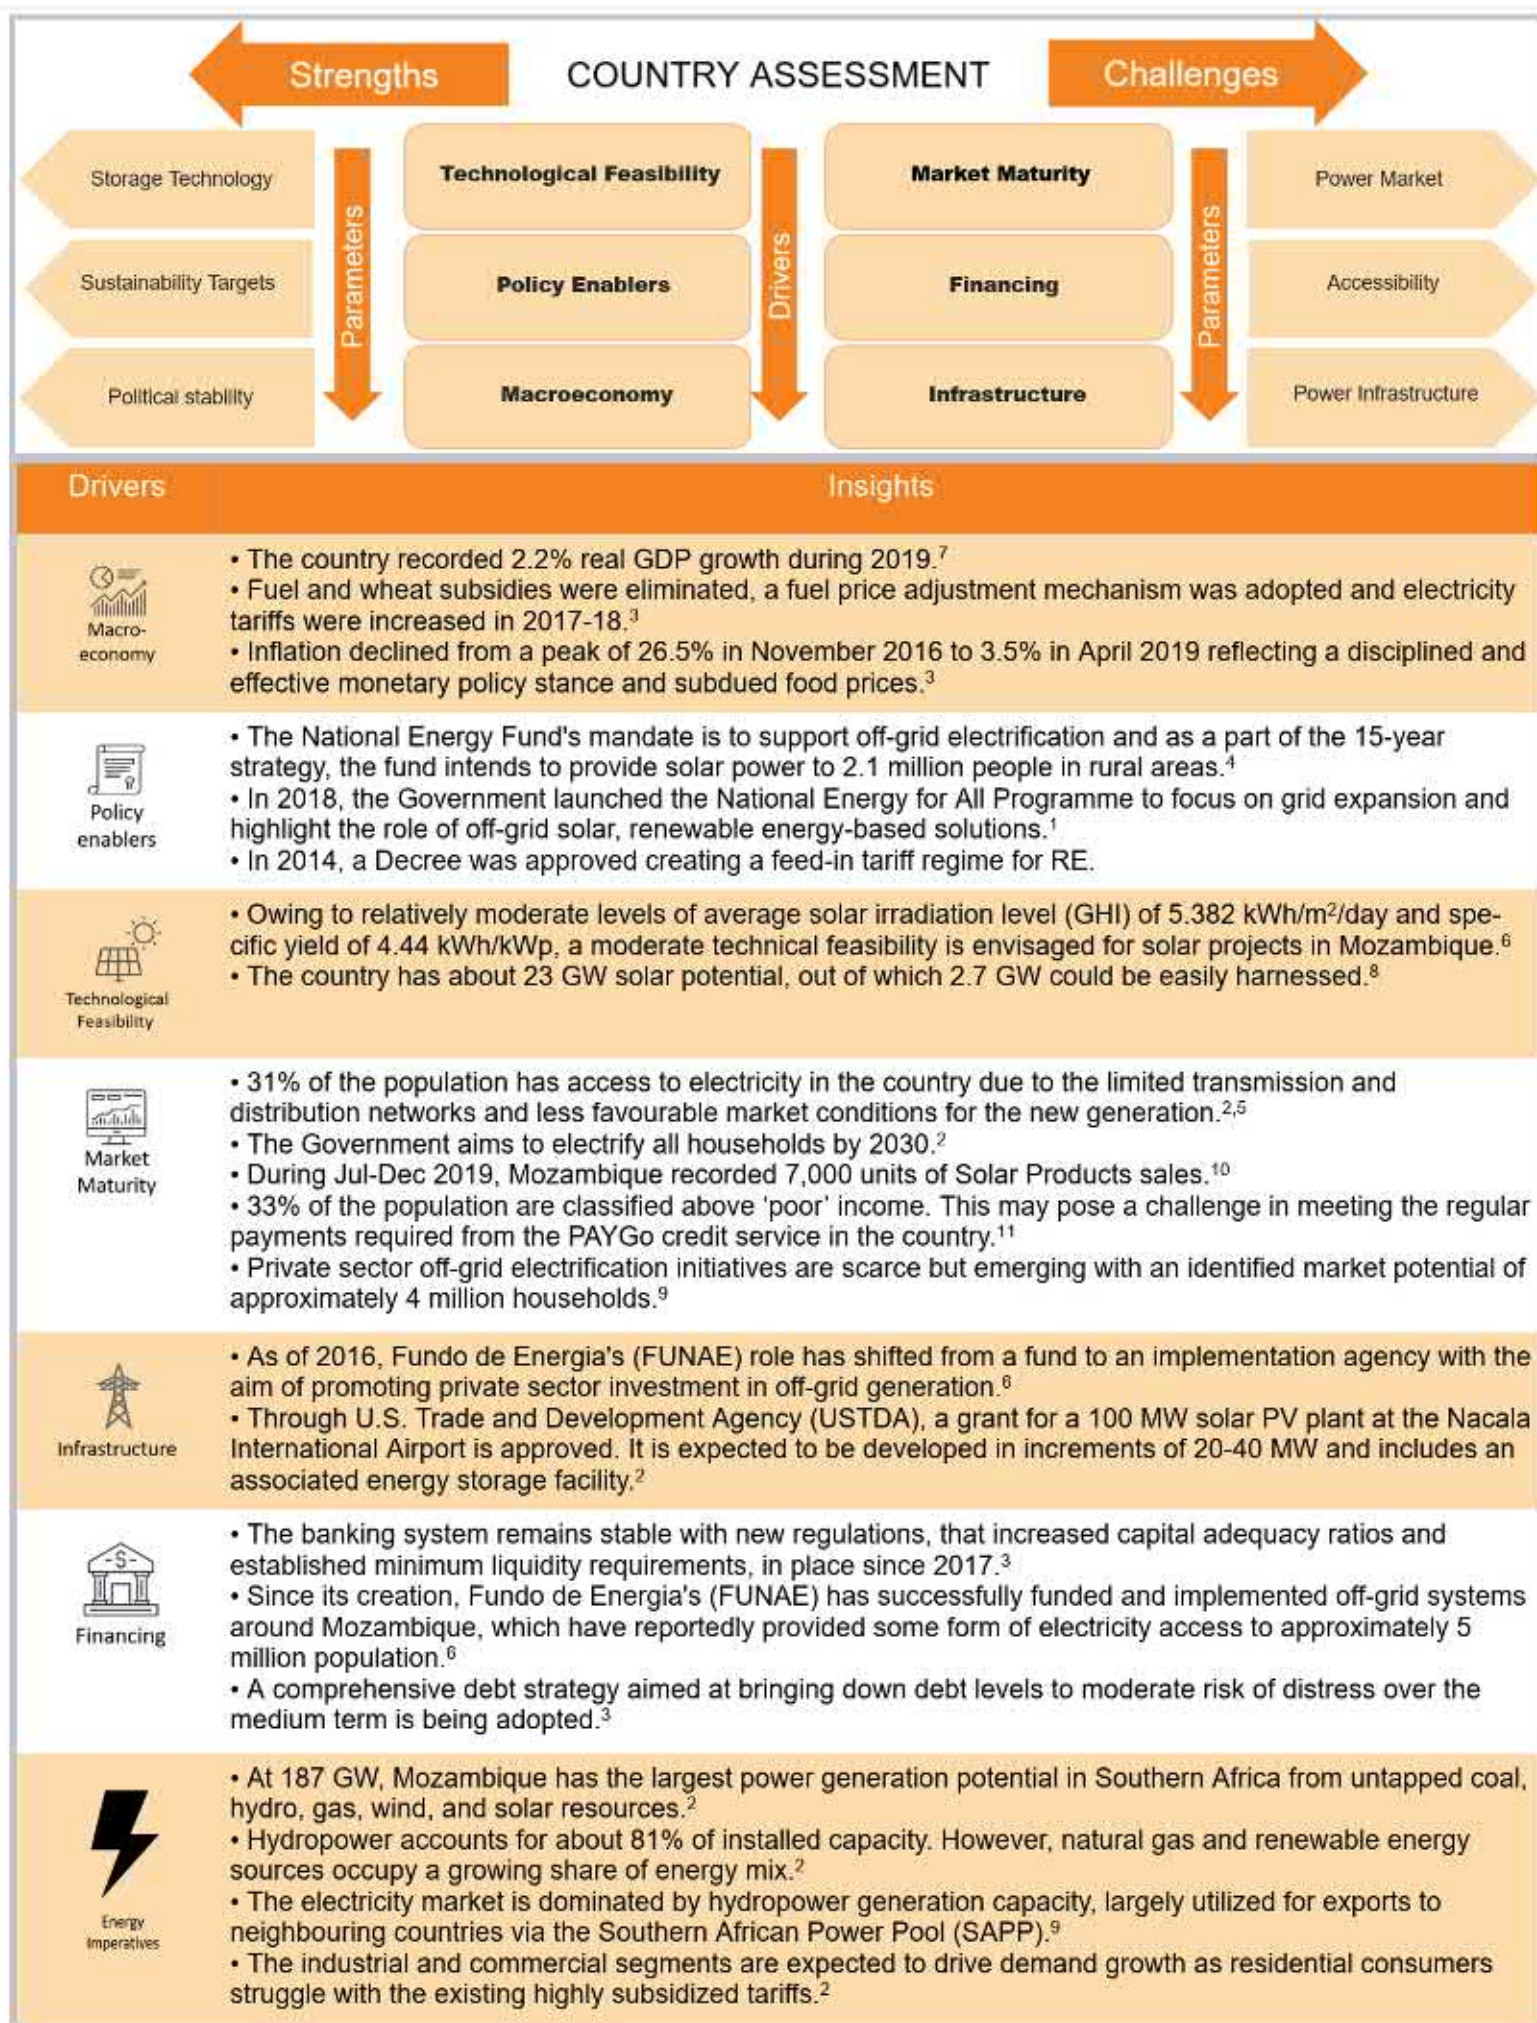 Strengths
COUNTRY ASSESSMENT
Challenges
Storage Technology
Technological Feasibility
Market Maturity
Power Market
Parameters
Drivers
Parameters
Sustainability Targets
Policy Enablers
Financing
Accessibility
Political stability
Macroeconomy
Infrastructure
Power Infrastructure
Drivers
Insights
Macro-
economy
• The country recorded 2.2% real GDP growth during 2019.⁷
• Fuel and wheat subsidies were eliminated, a fuel price adjustment mechanism was adopted and electricity
tariffs were increased in 2017-18.³
• Inflation declined from a peak of 26.5% in November 2016 to 3.5% in April 2019 reflecting a disciplined and
effective monetary policy stance and subdued food prices.³
Policy
enablers
• The National Energy Fund's mandate is to support off-grid electrification and as a part of the 15-year
strategy, the fund intends to provide solar power to 2.1 million people in rural areas.⁴
• In 2018, the Government launched the National Energy for All Programme to focus on grid expansion and
highlight the role of off-grid solar, renewable energy-based solutions.¹
• In 2014, a Decree was approved creating a feed-in tariff regime for RE.
Technological
Feasibility
• Owing to relatively moderate levels of average solar irradiation level (GHI) of 5.382 kWh/m²/day and spe-
cific yield of 4.44 kWh/kWp, a moderate technical feasibility is envisaged for solar projects in Mozambique.⁶
• The country has about 23 GW solar potential, out of which 2.7 GW could be easily harnessed.⁸
Market
Maturity
• 31% of the population has access to electricity in the country due to the limited transmission and
distribution networks and less favourable market conditions for the new generation.²,⁵
• The Government aims to electrify all households by 2030.²
• During Jul-Dec 2019, Mozambique recorded 7,000 units of Solar Products sales.¹⁰
• 33% of the population are classified above ‘poor’ income. This may pose a challenge in meeting the regular
payments required from the PAYGo credit service in the country.¹¹
• Private sector off-grid electrification initiatives are scarce but emerging with an identified market potential of
approximately 4 million households.⁹
Infrastructure
• As of 2016, Fundo de Energia's (FUNAE) role has shifted from a fund to an implementation agency with the
aim of promoting private sector investment in off-grid generation.⁶
• Through U.S. Trade and Development Agency (USTDA), a grant for a 100 MW solar PV plant at the Nacala
International Airport is approved. It is expected to be developed in increments of 20-40 MW and includes an
associated energy storage facility.²
-$-
Financing
• The banking system remains stable with new regulations, that increased capital adequacy ratios and
established minimum liquidity requirements, in place since 2017.³
• Since its creation, Fundo de Energia's (FUNAE) has successfully funded and implemented off-grid systems
around Mozambique, which have reportedly provided some form of electricity access to approximately 5
million population.⁶
• A comprehensive debt strategy aimed at bringing down debt levels to moderate risk of distress over the
medium term is being adopted.³
Energy
Imperatives
• At 187 GW, Mozambique has the largest power generation potential in Southern Africa from untapped coal,
hydro, gas, wind, and solar resources.²
• Hydropower accounts for about 81% of installed capacity. However, natural gas and renewable energy
sources occupy a growing share of energy mix.²
• The electricity market is dominated by hydropower generation capacity, largely utilized for exports to
neighbouring countries via the Southern African Power Pool (SAPP).⁹
• The industrial and commercial segments are expected to drive demand growth as residential consumers
struggle with the existing highly subsidized tariffs.²